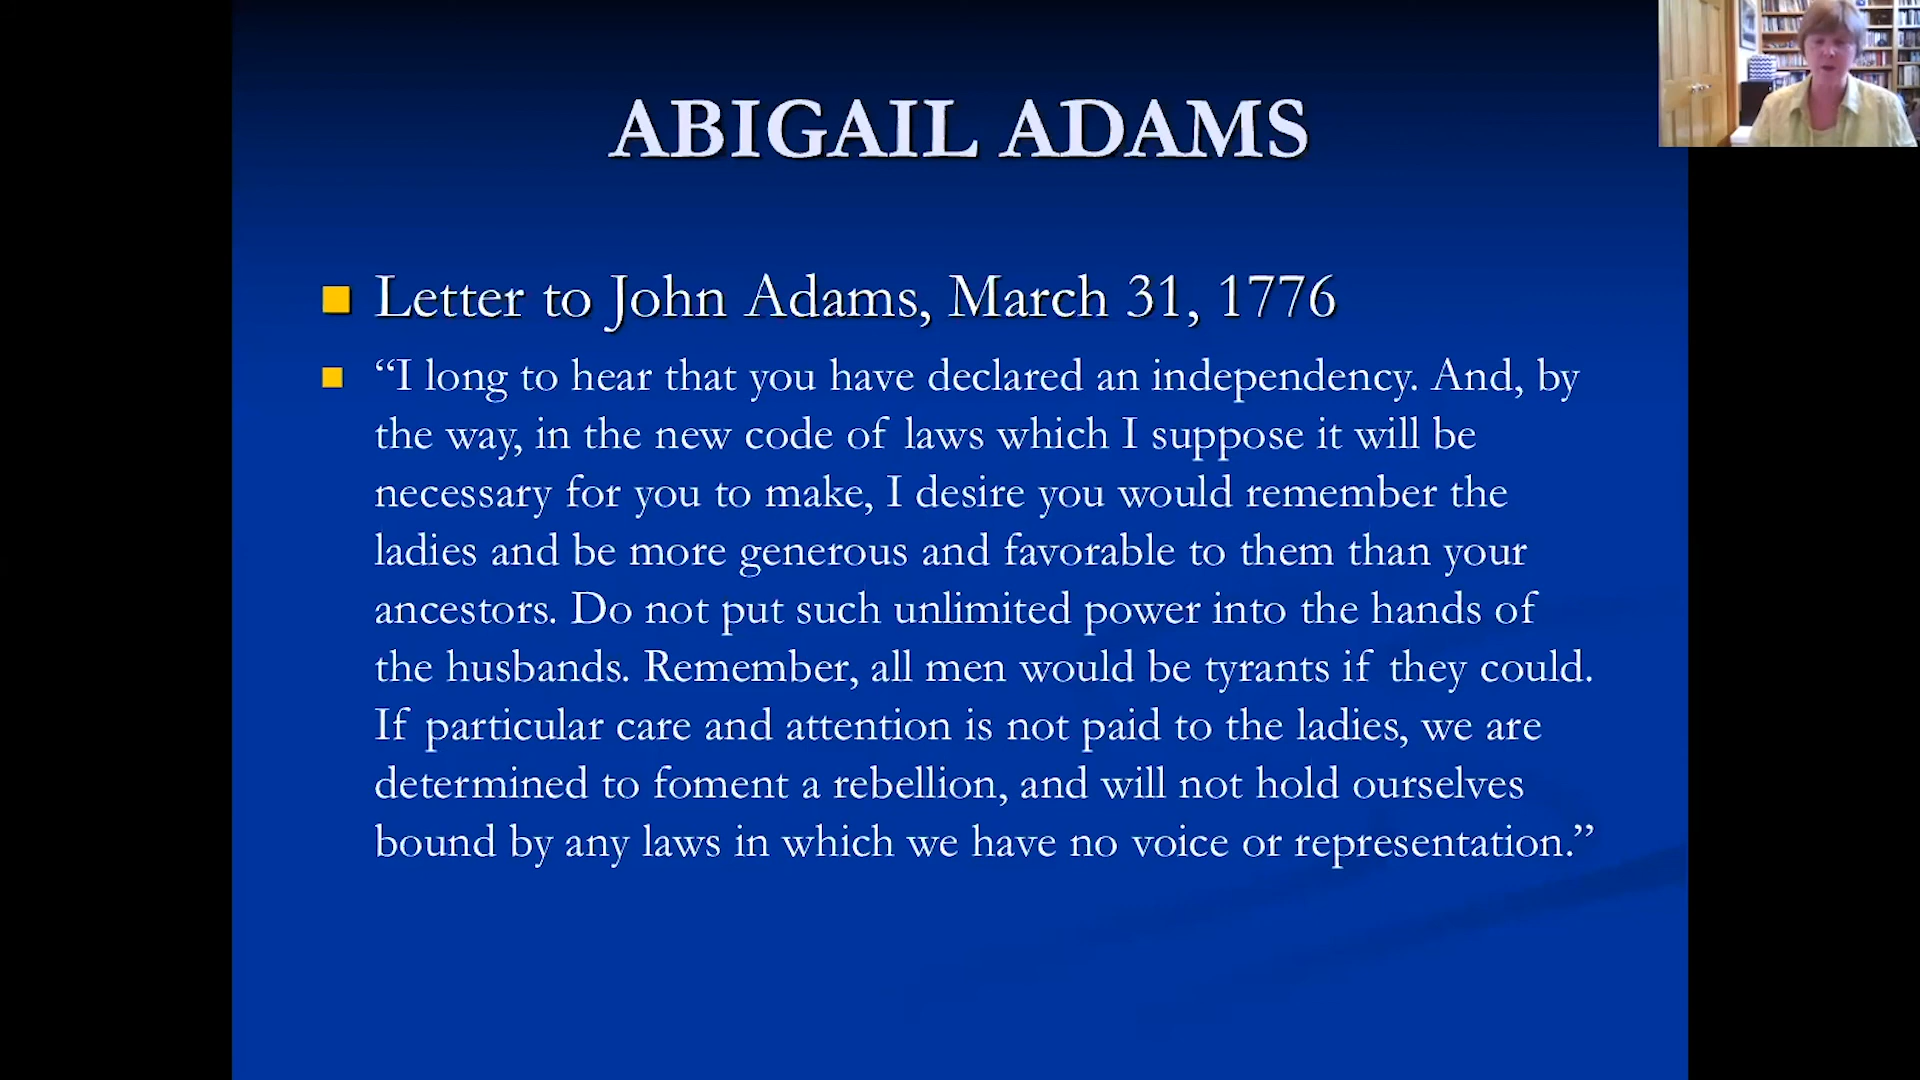 ABIGAIL ADAMS
Letter to John Adams, March 31, 1776
“I long to hear that you have declared an independency. And, by
the way, in the new code of laws which I suppose it will be
necessary for you to make, I desire you would remember the
ladies and be more generous and favorable to them than your
ancestors. Do not put such unlimited power into the hands of
the husbands. Remember, all men would be tyrants if they could.
If particular care and attention is not paid to the ladies, we are
determined to foment a rebellion, and will not hold ourselves
bound by any laws in which we have no voice or representation.”